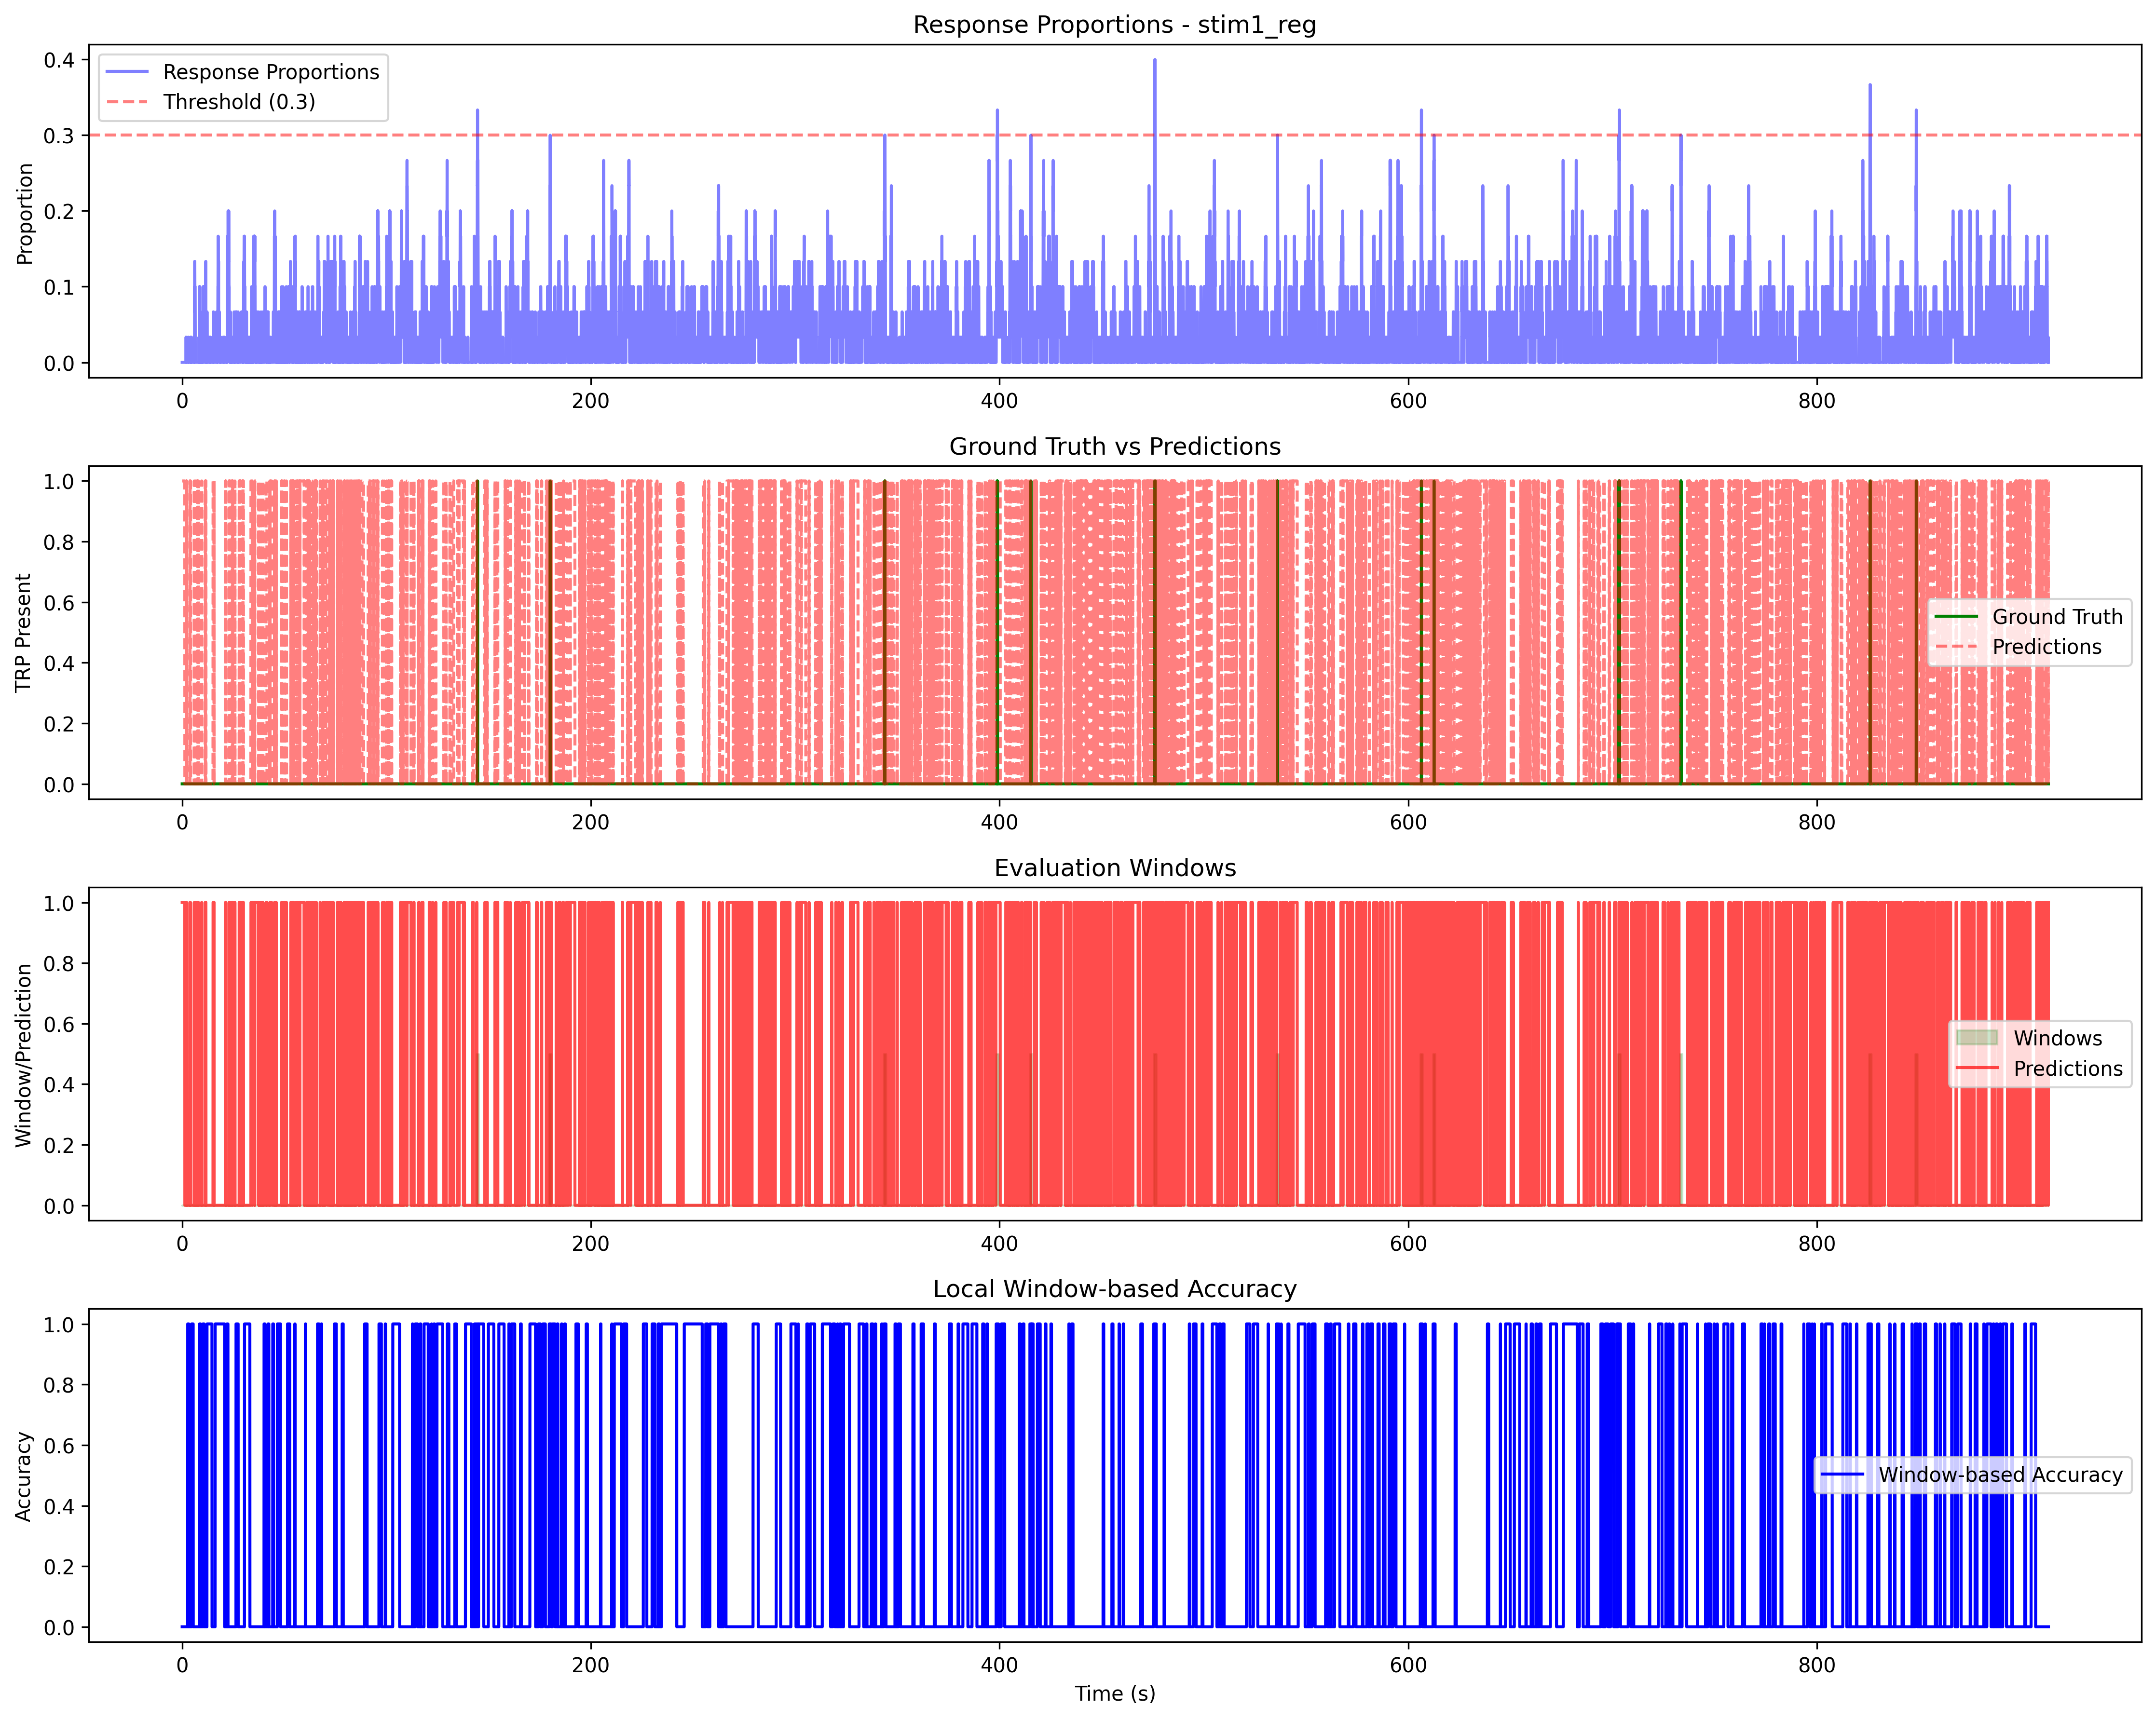 Response Proportions - stim1_reg
Response Proportions
Threshold (0.3)
Proportion
0.4
0.3
0.2
0.1
0.0
0 200 400 600 800
Ground Truth vs Predictions
Ground Truth
Predictions
TRP Present
1.0
0.8
0.6
0.4
0.2
0.0
0 200 400 600 800
Evaluation Windows
Windows
Predictions
Window/Prediction
1.0
0.8
0.6
0.4
0.2
0.0
0 200 400 600 800
Local Window-based Accuracy
Window-based Accuracy
Accuracy
1.0
0.8
0.6
0.4
0.2
0.0
0 200 400 600 800
Time (s)